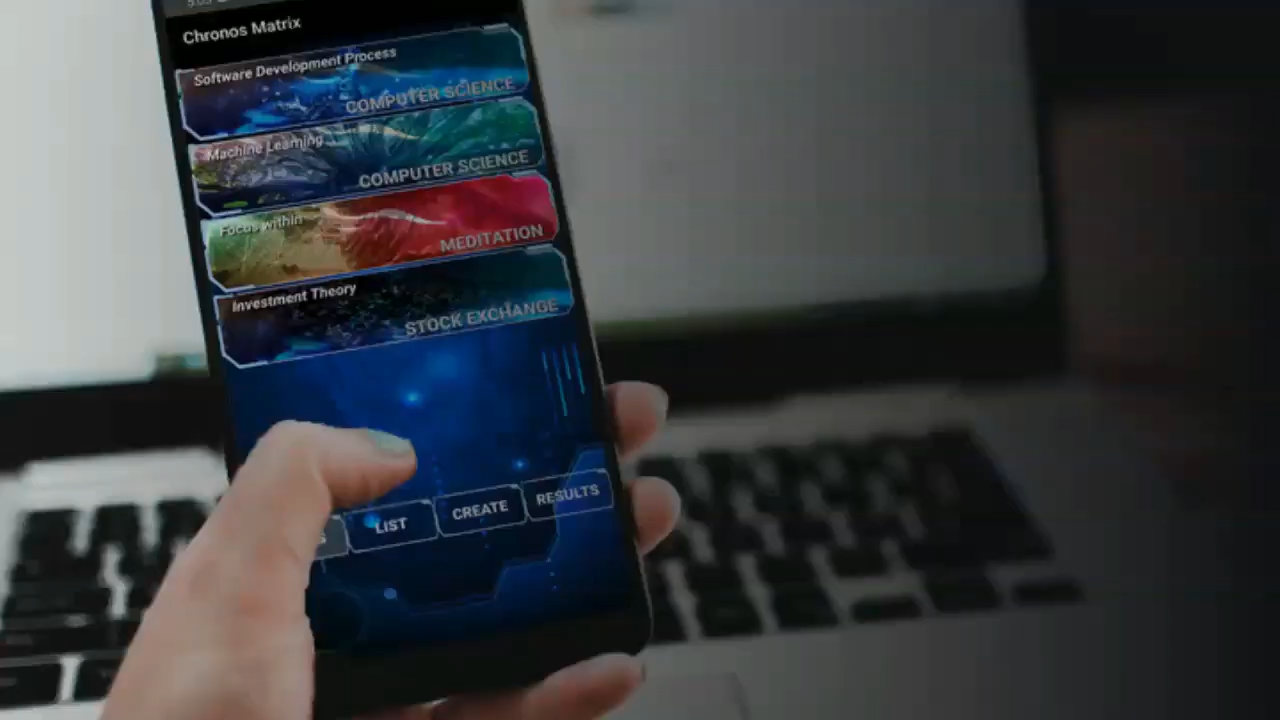 Chronos Matrix
Software Development Process
COMPUTER SCIENCE
Machine Learning
COMPUTER SCIENCE
Focus within
MEDITATION
Investment Theory
STOCK EXCHANGE
LIST
CREATE
RESULTS